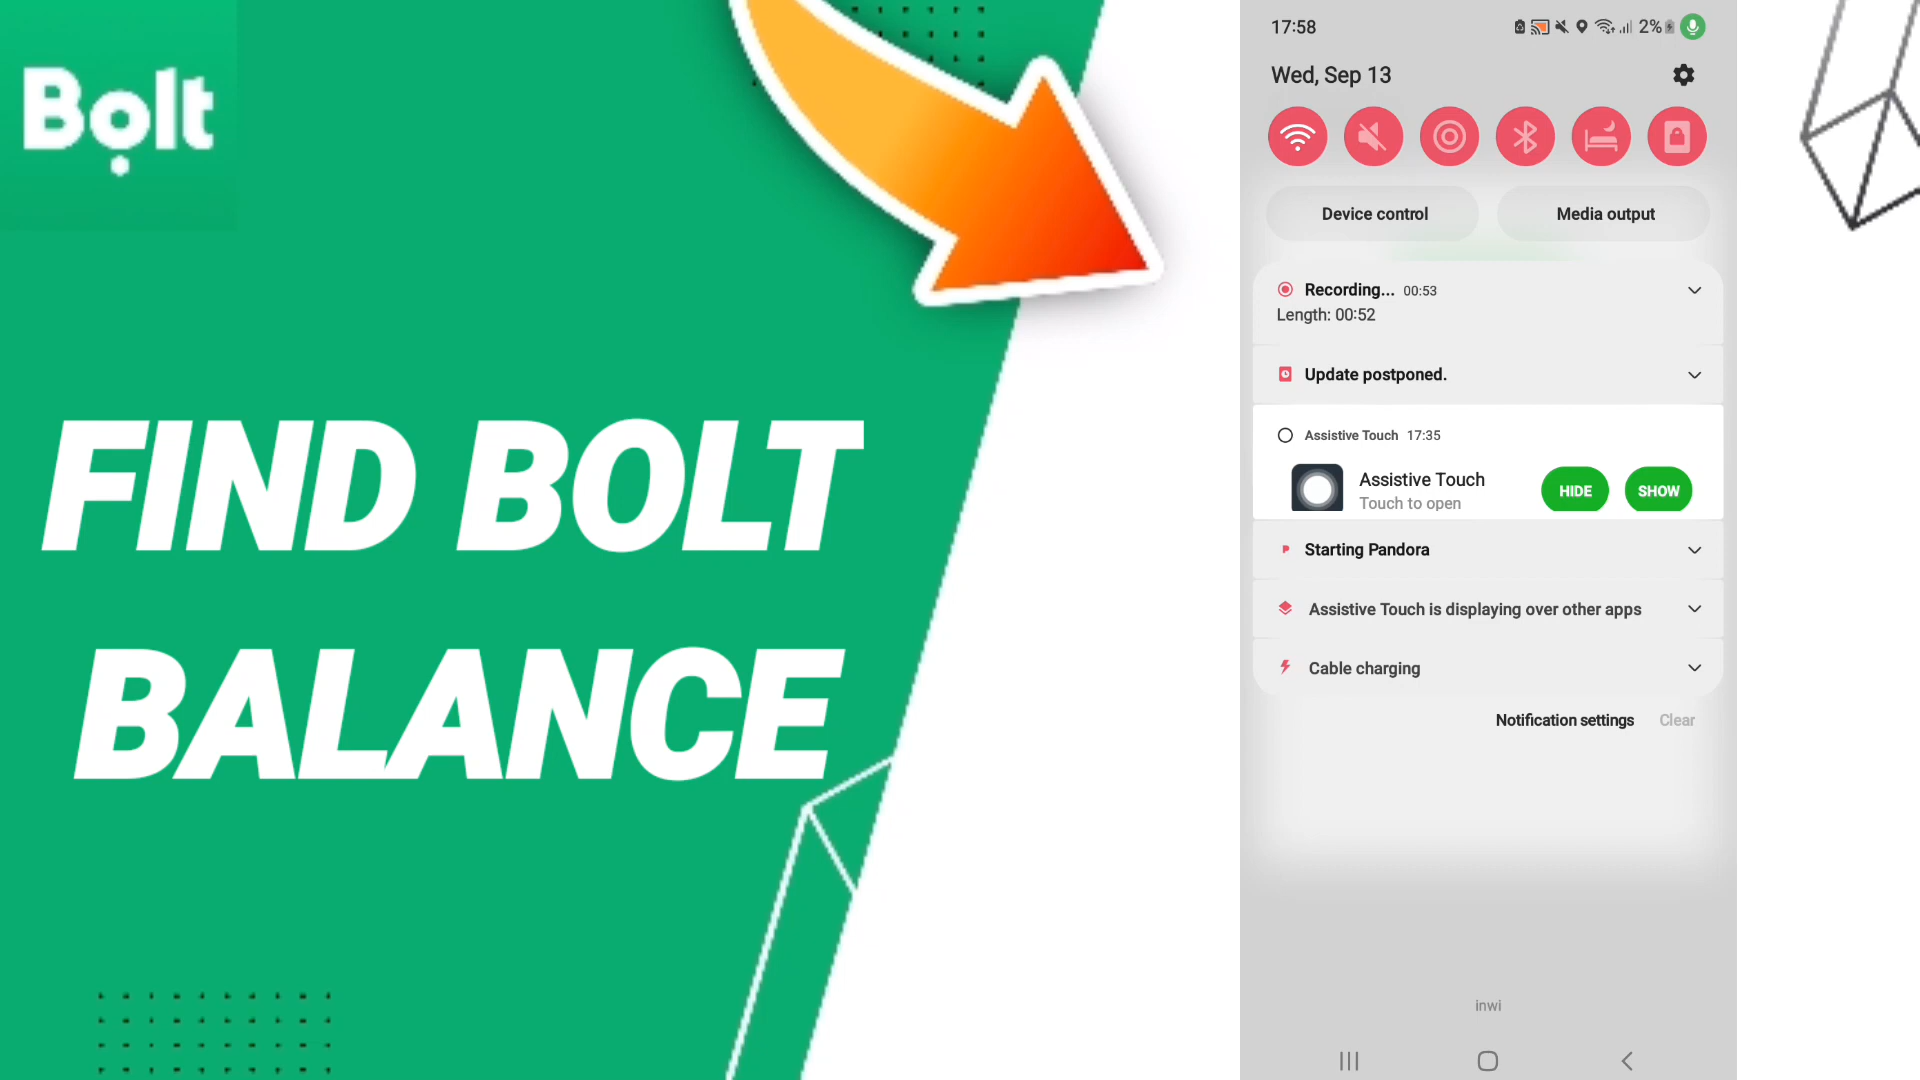 Bolt
FIND BOLT
BALANCE
17:58
2%
Wed, Sep 13
Device control
Media output
Recording... 00:53
Length: 00:52
Update postponed.
Assistive Touch 17:35
Assistive Touch
Touch to open
HIDE
SHOW
Starting Pandora
Assistive Touch is displaying over other apps
Cable charging
Notification settings
Clear
inwi